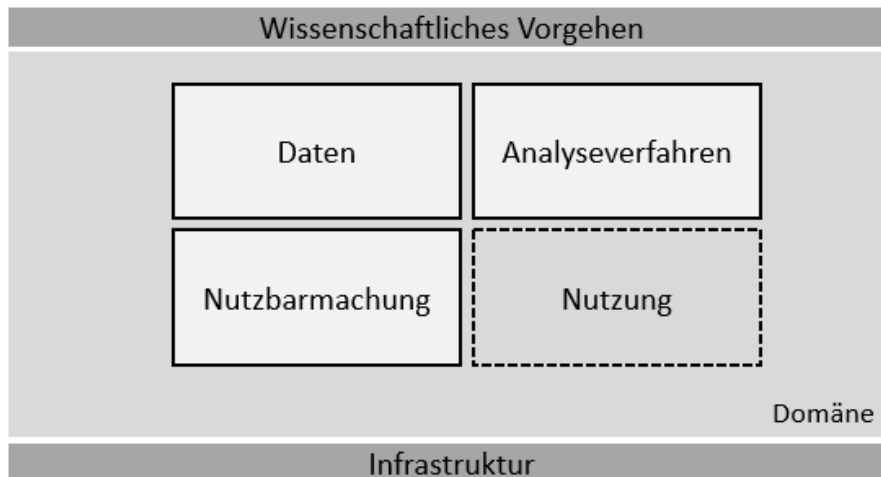 Wissenschaftliches Vorgehen
Daten
Analyseverfahren
Nutzbarmachung
Nutzung
Domäne
Infrastruktur